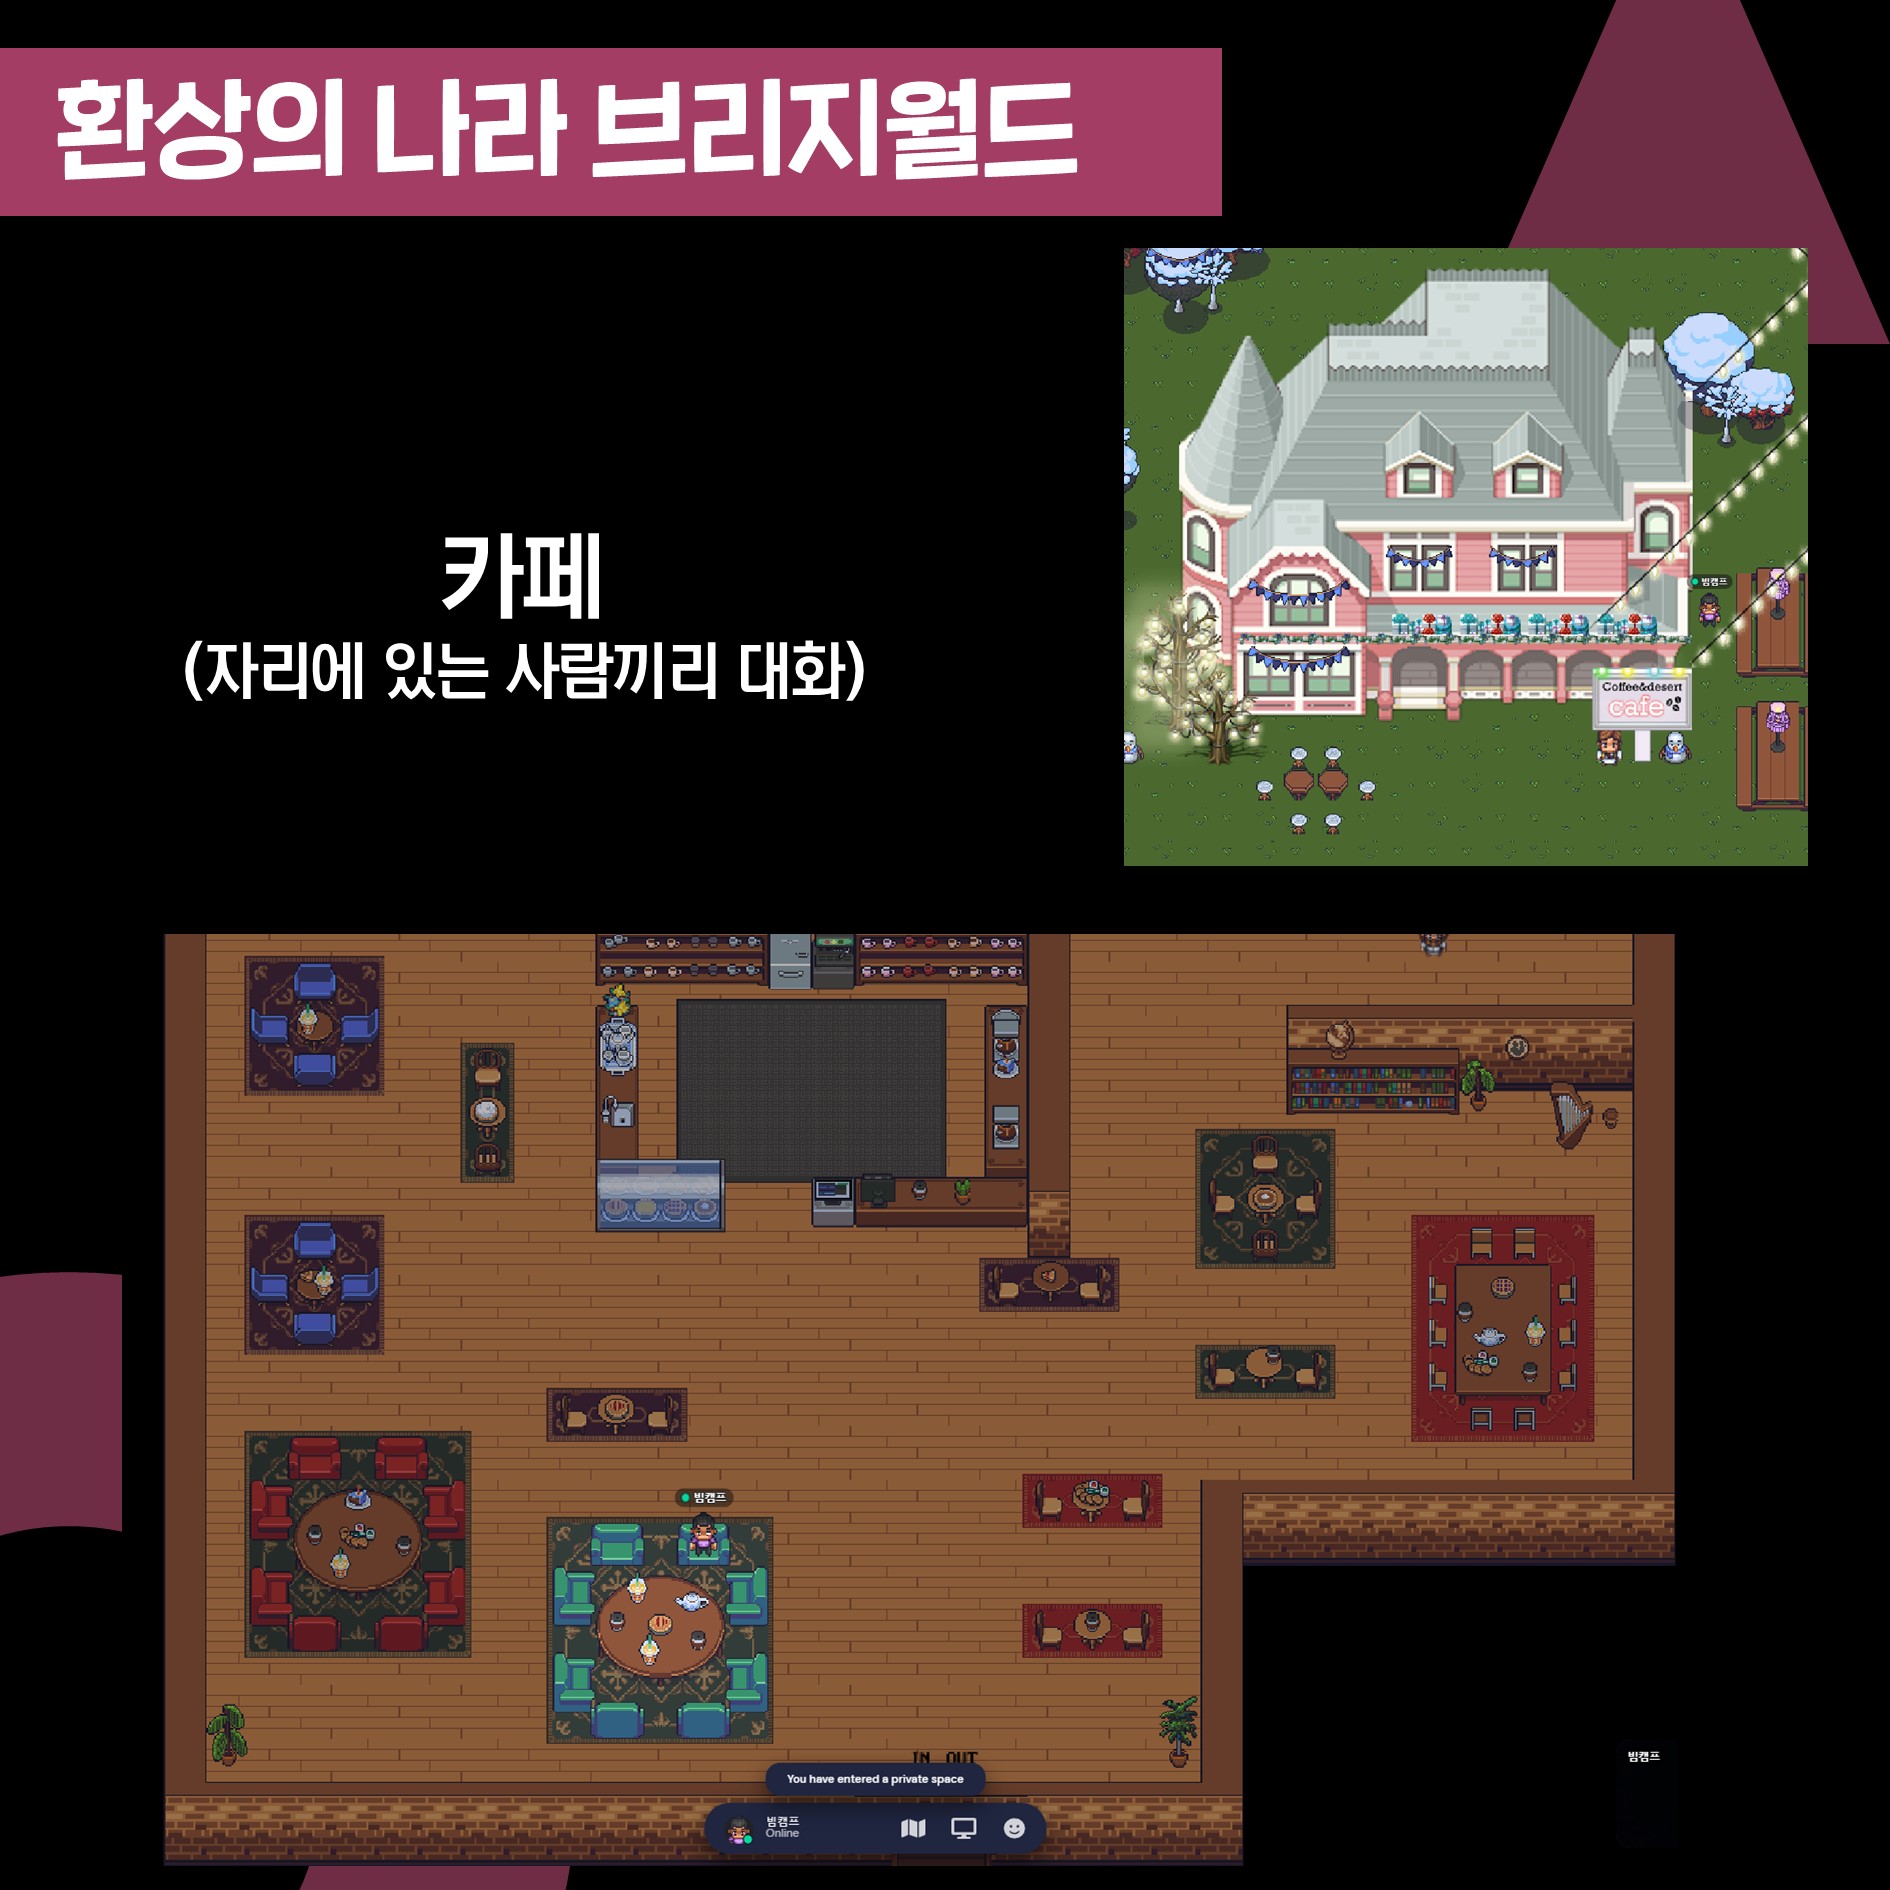 환상의 나라 브리지월드
카페
(자리에 있는 사람끼리 대화)
빔캠프
Coffee&desert
cafe
빔캠프
IN OUT
You have entered a private space
빔캠프
Online
빔캠프